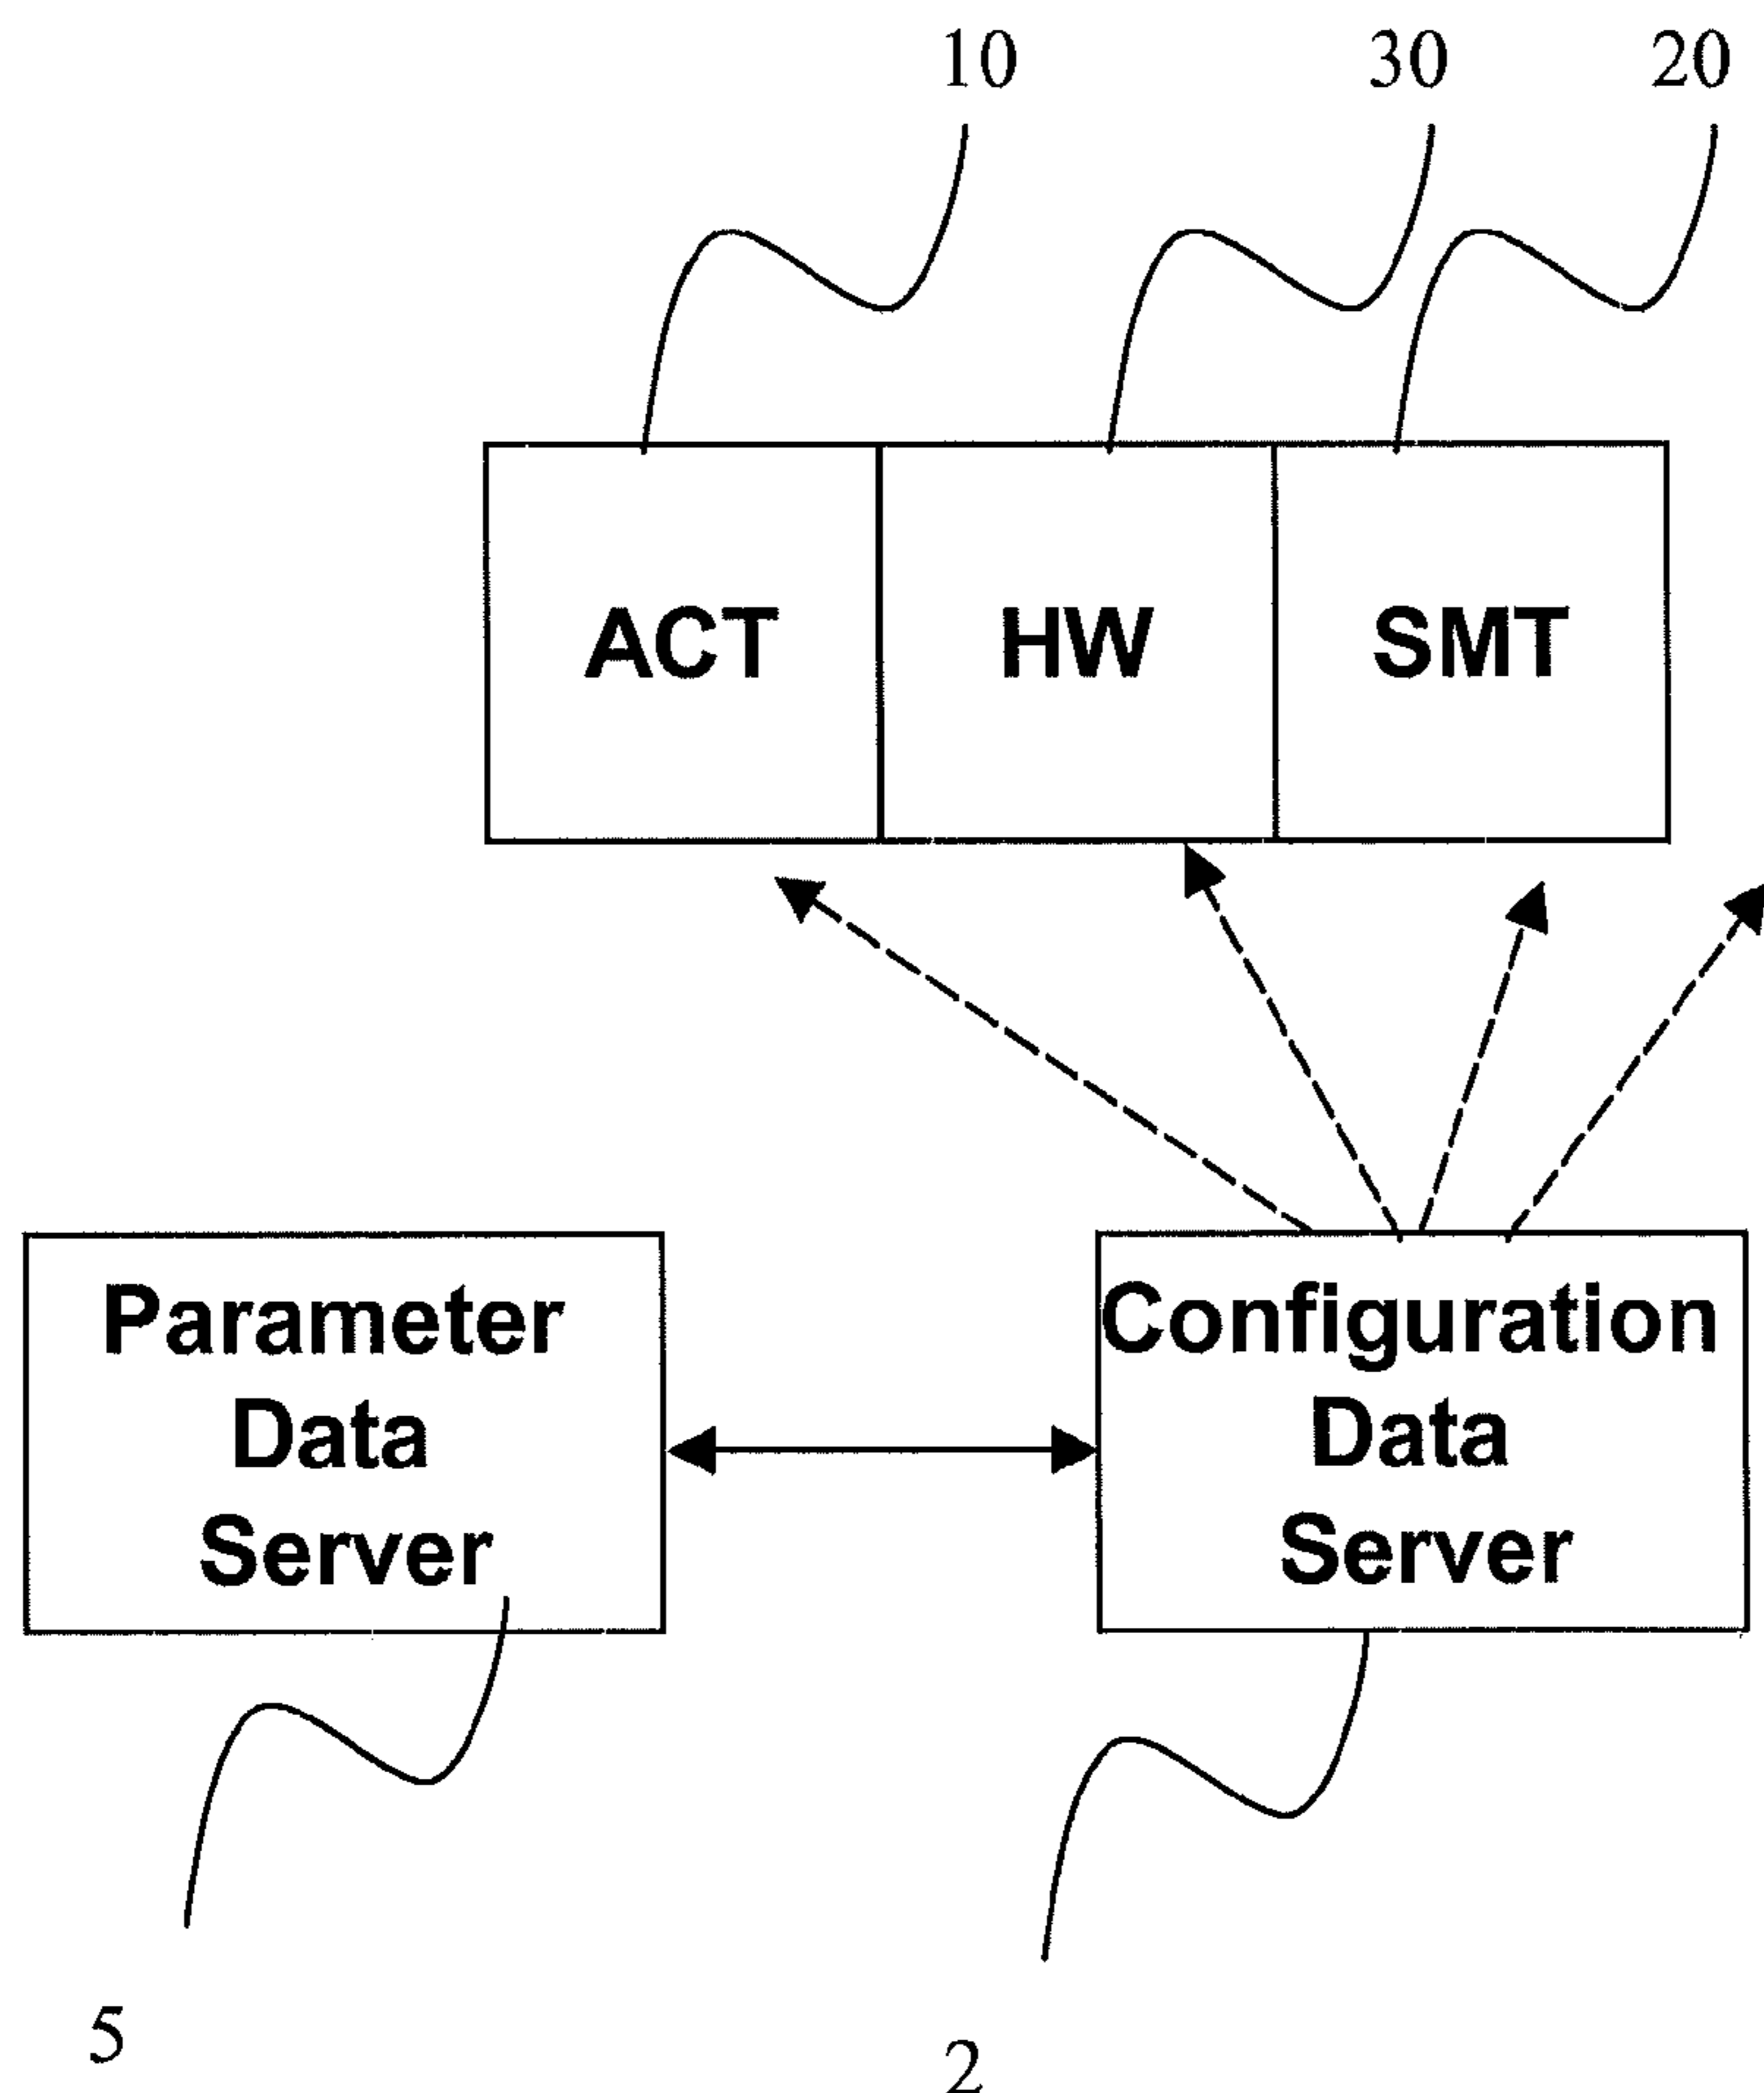 10 30 20
ACT HW SMT
Parameter Configuration
Data Data
Server Server
5 2